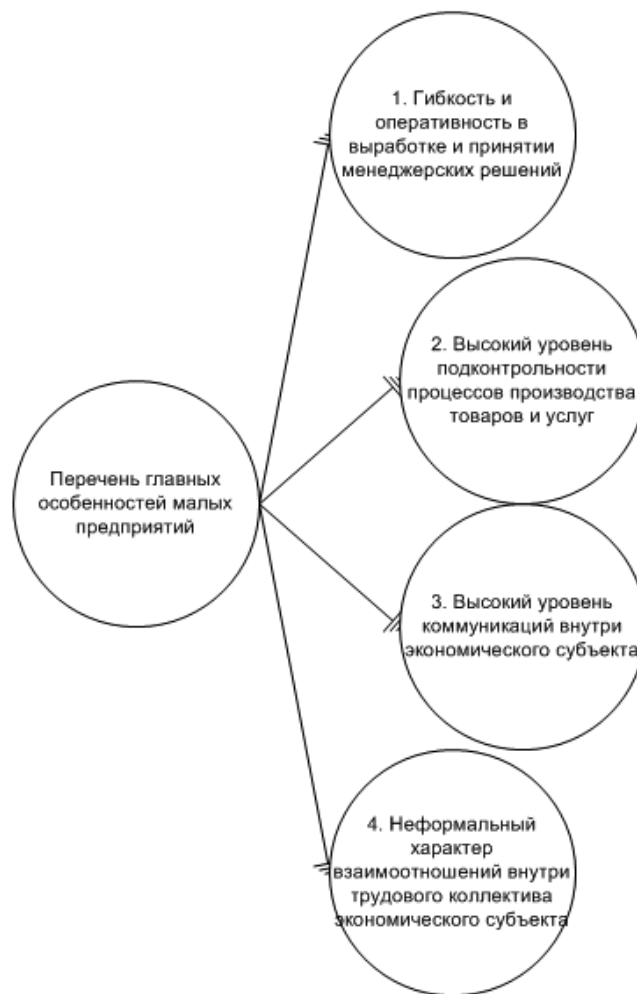 1. Гибкость и
оперативность в
выработке и принятии
менеджерских решений
2. Высокий уровень
подконтрольности
процессов производства
товаров и услуг
Перечень главных
особенностей малых
предприятий
3. Высокий уровень
коммуникаций внутри
экономического субъекта
4. Неформальный
характер
взаимоотношений внутри
трудового коллектива
экономического субъекта